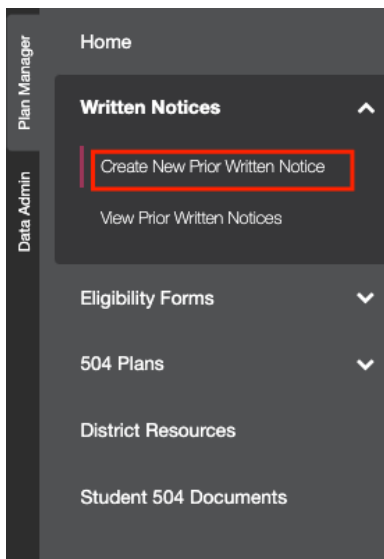 Plan Manager
Data Admin
Home
Written Notices
Create New Prior Written Notice
View Prior Written Notices
Eligibility Forms
504 Plans
District Resources
Student 504 Documents